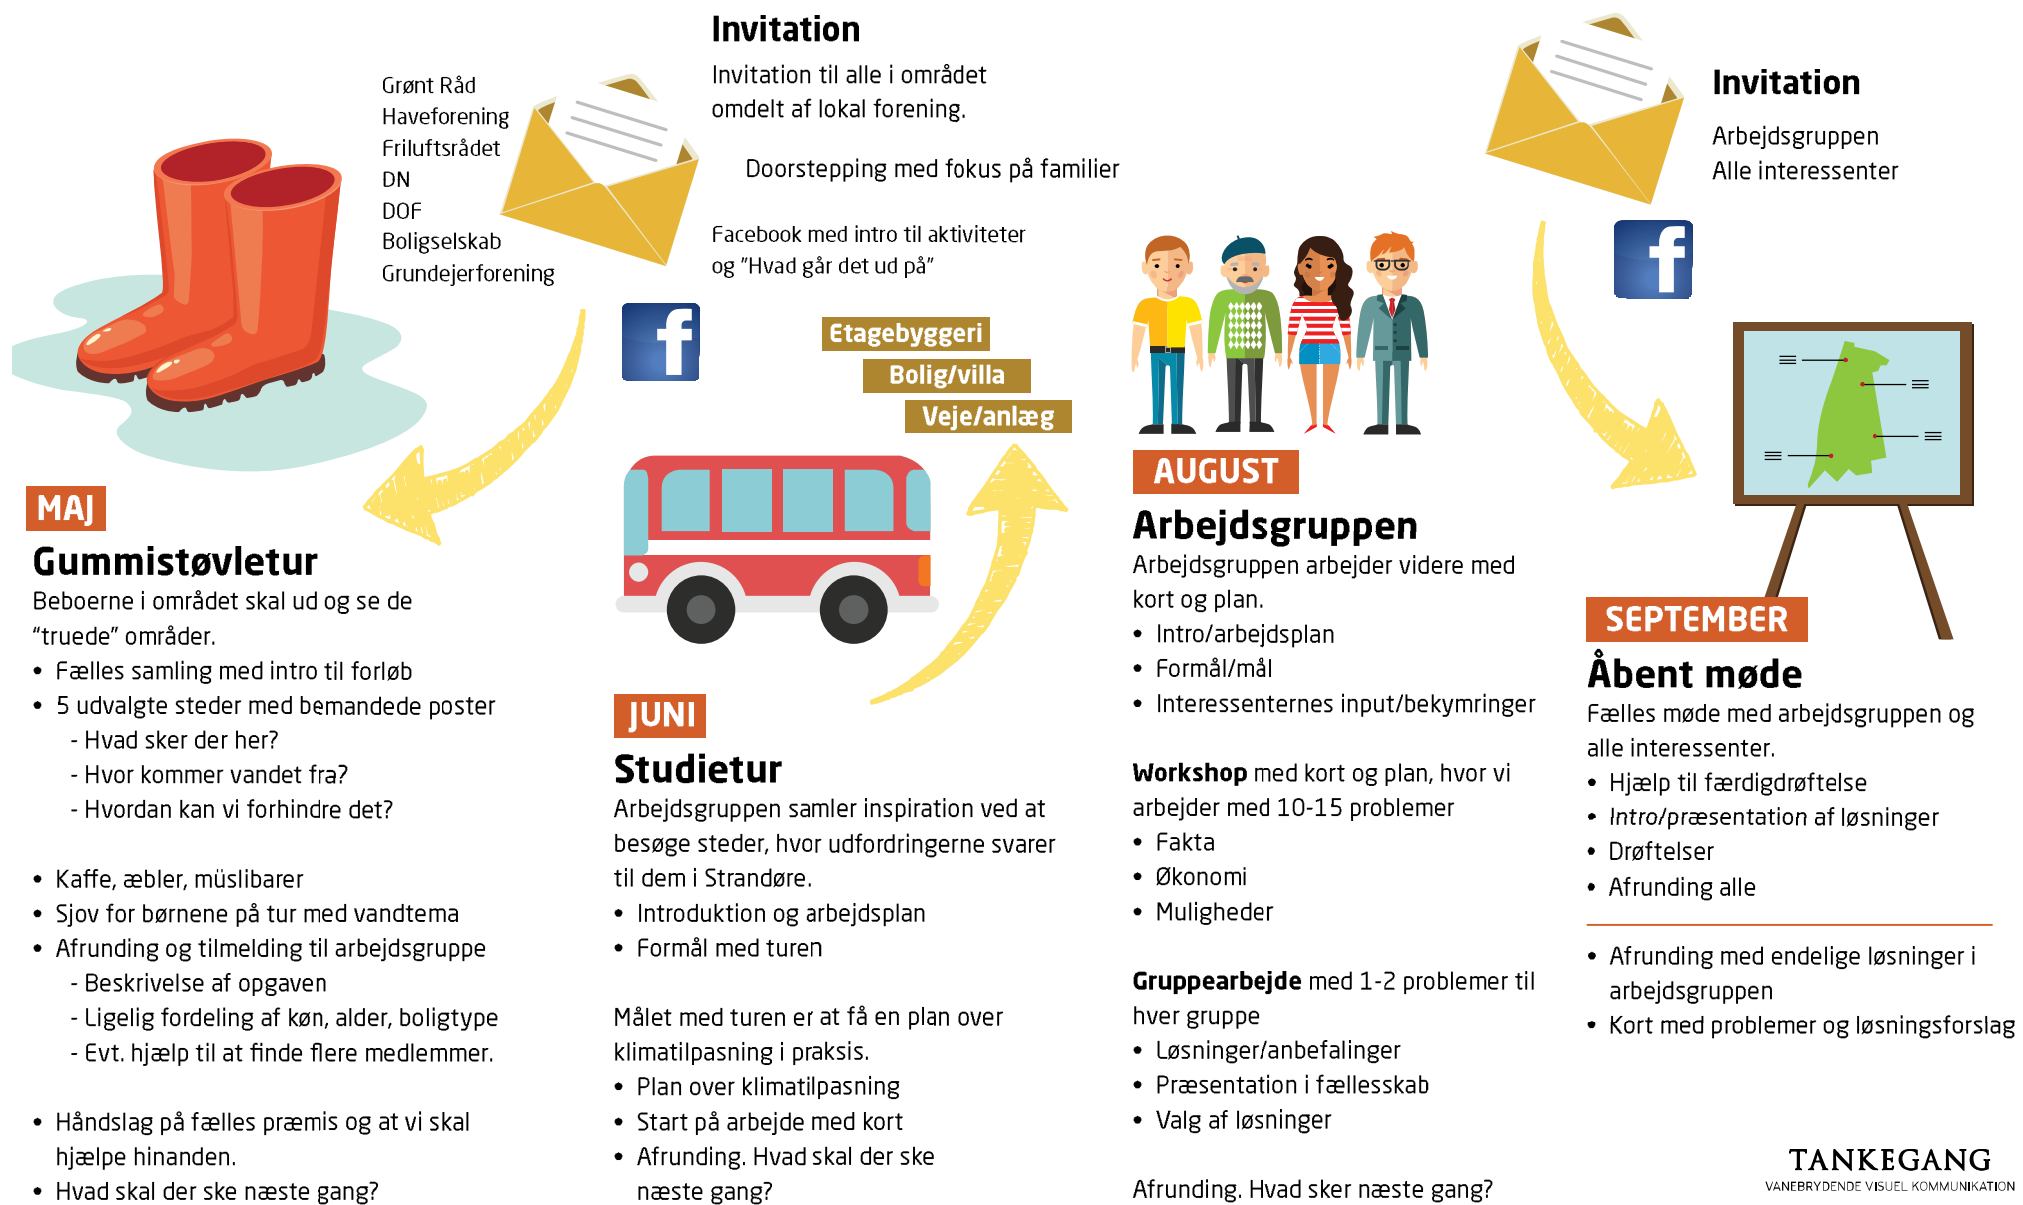 Grønt Råd
Haveforening
Friluftsrådet
DN
DOF
Boligselskab
Grundejerforening
Invitation
Invitation til alle i området
omdelt af lokal forening.
Doorstepping med fokus på familier
Facebook med intro til aktiviteter
og "Hvad går det ud på"
f
Etagebyggeri
Bolig/villa
Veje/anlæg
Invitation
Arbejdsgruppen
Alle interessenter
f
MAJ
Gummistøvletur
Beboerne i området skal ud og se de
“truede” områder.
• Fælles samling med intro til forløb
• 5 udvalgte steder med bemandede poster
- Hvad sker der her?
- Hvor kommer vandet fra?
- Hvordan kan vi forhindre det?
• Kaffe, æbler, müslibarer
• Sjov for børnene på tur med vandtema
• Afrunding og tilmelding til arbejdsgruppe
- Beskrivelse af opgaven
- Ligelig fordeling af køn, alder, boligtype
- Evt. hjælp til at finde flere medlemmer.
• Håndslag på fælles præmis og at vi skal
hjælpe hinanden.
• Hvad skal der ske næste gang?
JUNI
Studietur
Arbejdsgruppen samler inspiration ved at
besøge steder, hvor udfordringerne svarer
til dem i Strandøre.
• Introduktion og arbejdsplan
• Formål med turen
Målet med turen er at få en plan over
klimatilpasning i praksis.
• Plan over klimatilpasning
• Start på arbejde med kort
• Afrunding. Hvad skal der ske
næste gang?
AUGUST
Arbejdsgruppen
Arbejdsgruppen arbejder videre med
kort og plan.
• Intro/arbejdsplan
• Formål/mål
• Interessenternes input/bekymringer
Workshop med kort og plan, hvor vi
arbejder med 10-15 problemer
• Fakta
• Økonomi
• Muligheder
Gruppearbejde med 1-2 problemer til
hver gruppe
• Løsninger/anbefalinger
• Præsentation i fællesskab
• Valg af løsninger
Afrunding. Hvad sker næste gang?
SEPTEMBER
Åbent møde
Fælles møde med arbejdsgruppen og
alle interessenter.
• Hjælp til færdigdrøftelse
• Intro/præsentation af løsninger
• Drøftelser
• Afrunding alle
• Afrunding med endelige løsninger i
arbejdsgruppen
• Kort med problemer og løsningsforslag
TANKEGANG
VANEBRYDENDE VISUEL KOMMUNIKATION